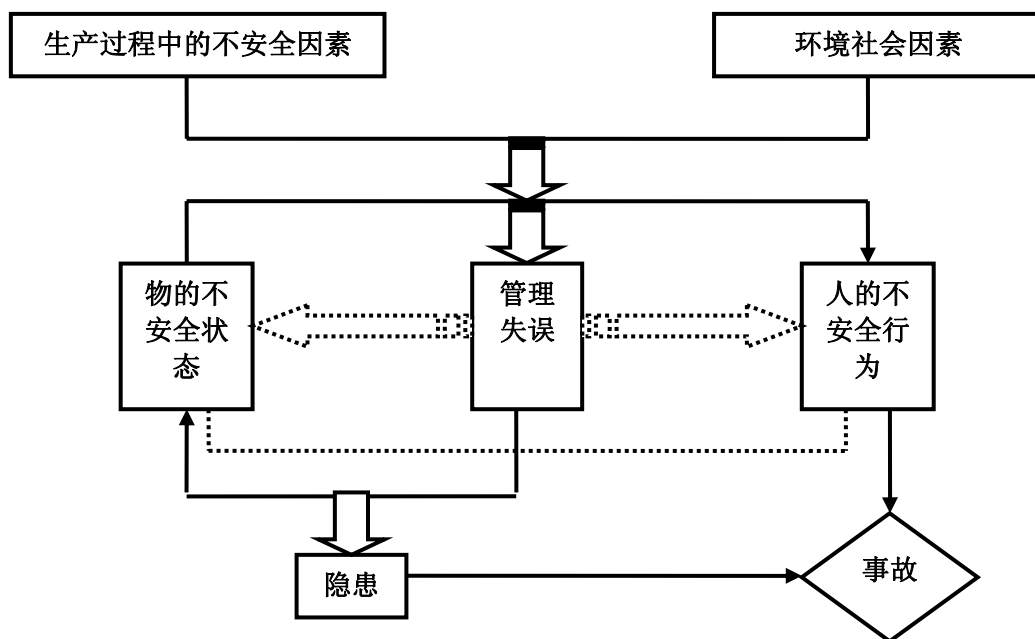 生产过程中的不安全因素
环境社会因素
物的不
安全状
态
管理
失误
人的不
安全行
为
隐患
事故